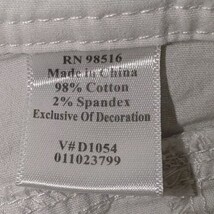 RN 98516
Made in China
98% Cotton
2% Spandex
Exclusive Of Decoration
V# D1054
011023799